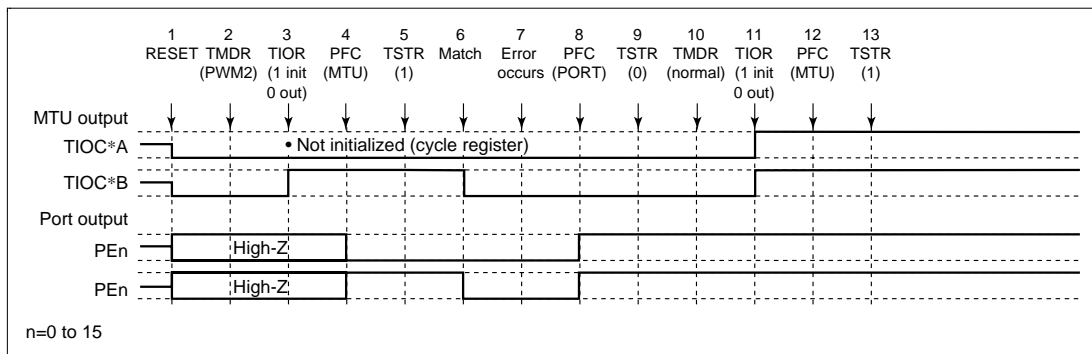 1 2 3 4 5 6 7 8 9 10 11 12 13
RESET TMDR TIOR PFC TSTR Match Error PFC TSTR TMDR TIOR PFC TSTR
(PWM2) (1 init (MTU) (1) occurs (PORT) (0) (normal) (1 init (MTU) (1)
0 out) 0 out)
MTU output
TIOC*A • Not initialized (cycle register)
TIOC*B
Port output
PEn High-Z
PEn High-Z
n=0 to 15